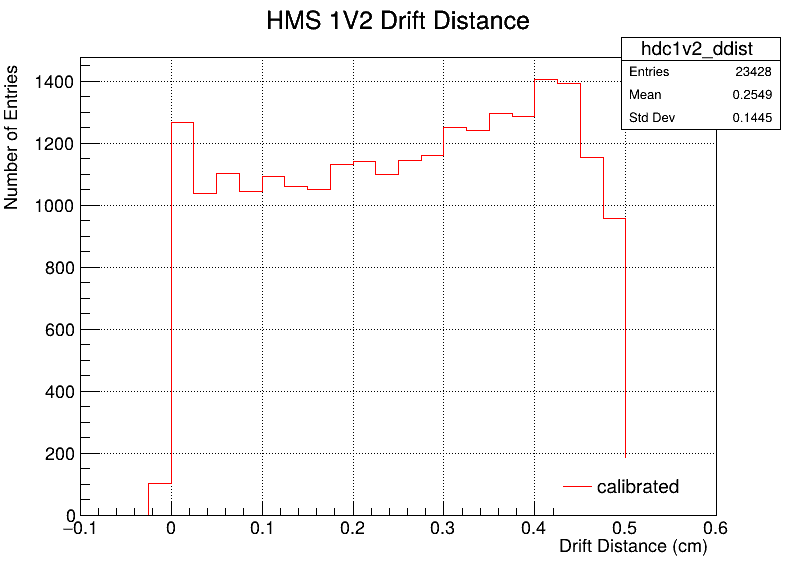 HMS 1V2 Drift Distance
hdc1v2_ddist
Entries 23428
Mean 0.2549
Std Dev 0.1445
Number of Entries
1400
1200
1000
800
600
400
200
0
−0.1 0 0.1 0.2 0.3 0.4 0.5 0.6
calibrated
Drift Distance (cm)